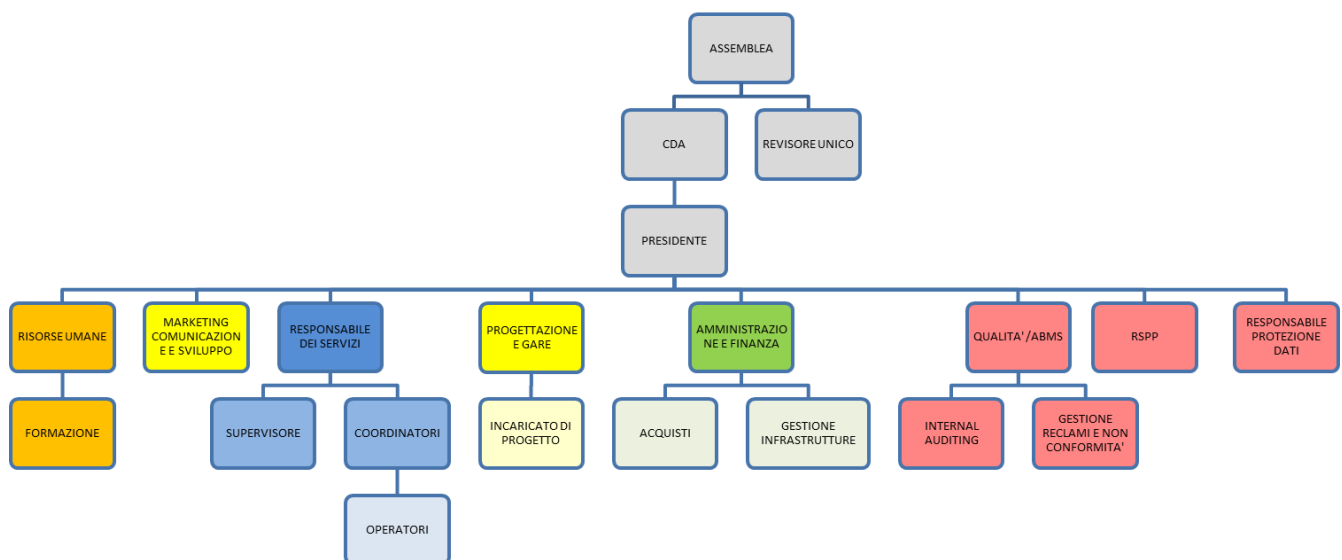 ASSEMBLEA
CDA
REVISORE UNICO
PRESIDENTE
RISORSE UMANE
MARKETING
COMUNICAZION
E E SVILUPPO
RESPONSABILE
DEI SERVIZI
PROGETTAZIONE
E GARE
AMMINISTRAZIO
NE E FINANZA
QUALITA'/ABMS
RSPP
RESPONSABILE
PROTEZIONE
DATI
FORMAZIONE
SUPERVISORE
COORDINATORI
INCARICATO DI
PROGETTO
ACQUISTI
GESTIONE
INFRASTRUTTURE
INTERNAL
AUDITING
GESTIONE
RECLAMI E NON
CONFORMITA'
OPERATORI